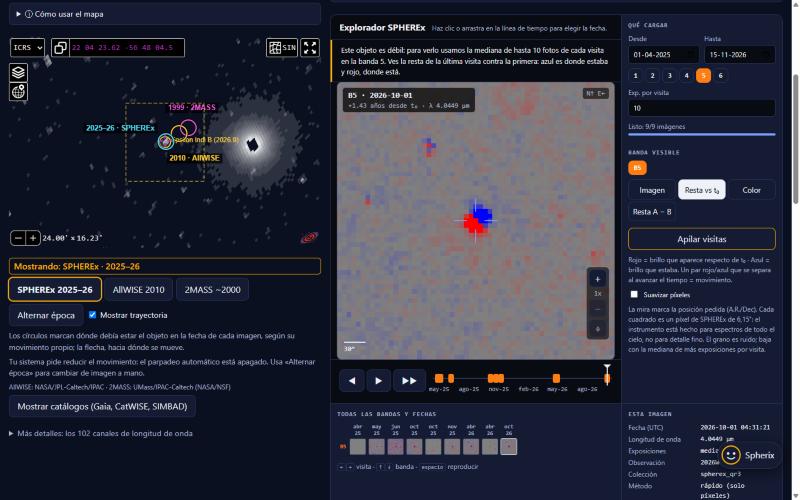 ▶ ⓘ Cómo usar el mapa
ICRS
22 04 23.62 -56 48 04.5
SIN
1999 · 2MASS
2025–26 · SPHEREx
Indi B (2026.9)
2010 · AllWISE
24.00' × 16.23'
Mostrando: SPHEREx · 2025–26
SPHEREx 2025–26
AllWISE 2010
2MASS ~2000
Alternar época
Mostrar trayectoria
Los círculos marcan dónde debía estar el objeto en la fecha de cada imagen, según su
movimiento propio; la flecha, hacia dónde se mueve.
Tu sistema pide reducir el movimiento: el parpadeo automático está apagado. Usa «Alternar
época» para cambiar de imagen a mano.
AllWISE: NASA/JPL-Caltech/IPAC · 2MASS: UMass/IPAC-Caltech (NASA/NSF)
Mostrar catálogos (Gaia, CatWISE, SIMBAD)
▶ Más detalles: los 102 canales de longitud de onda
Explorador SPHEREx
Haz clic o arrastra en la línea de tiempo para elegir la fecha.
Este objeto es débil: para verlo usamos la mediana de hasta 10 fotos de cada visita
en la banda 5. Ves la resta de la última visita contra la primera: azul es donde estaba
y rojo, donde está.
B5 · 2026-10-01
+1.43 años desde t₀ · λ 4.0449 µm
N↑ E←
+
1x
−
30"
may-25
ago-25
nov-25
feb-26
may-26
ago-26
TODAS LAS BANDAS Y FECHAS
abr 25
may 25
jun 25
oct 25
oct 25
nov 25
abr 26
jun 26
oct 26
B5
← → visita · ↑ ↓ banda · espacio reproducir
QUÉ CARGAR
Desde
Hasta
01-04-2025
15-11-2026
1
2
3
4
5
6
Exp. por visita
10
Listo: 9/9 imágenes
BANDA VISIBLE
B5
Imagen
Resta vs t₀
Color
Resta A − B
Apilar visitas
Rojo = brillo que aparece respecto de t₀ · Azul =
brillo que estaba. Un par rojo/azul que se separa
al avanzar el tiempo = movimiento.
Suavizar píxeles
La mira marca la posición pedida (A.R./Dec). Cada
cuadrado es un píxel de SPHEREx de 6,15": el
instrumento está hecho para espectros de todo el
cielo, no para detalle fino. El grano es ruido; baja
con la mediana de más exposiciones por visita.
ESTA IMAGEN
Fecha (UTC)
2026-10-01 04:31:21
Longitud de onda
4.0449 µm
Exposiciones
Observación
Colección
spherex_qr3
Método
rápido (solo
píxeles)
Spherix